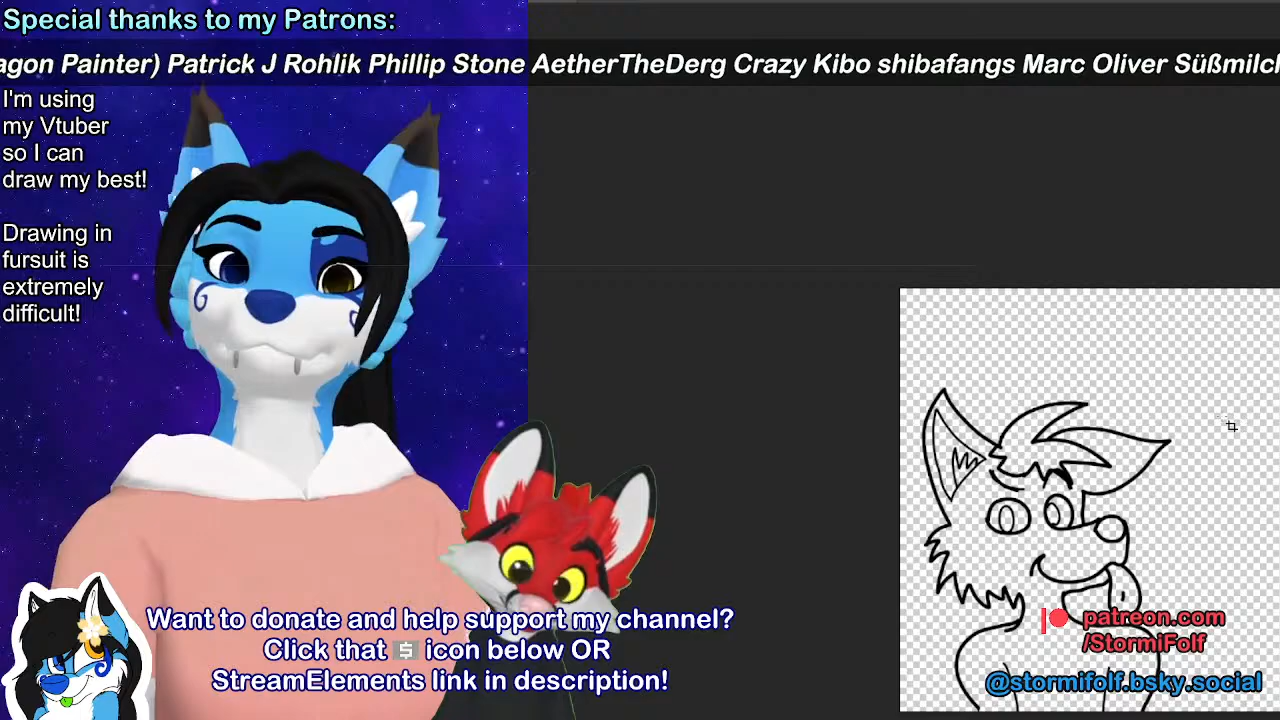 Special thanks to my Patrons:
agon Painter) Patrick J Rohlik Phillip Stone AetherTheDerg Crazy Kibo shibafangs Marc Oliver Süßmilch
I'm using
my Vtuber
so I can
draw my best!
Drawing in
fursuit is
extremely
difficult!
Want to donate and help support my channel?
Click that $ icon below OR
StreamElements link in description!
patreon.com
/StormiFolf
@stormifolf.bsky.social